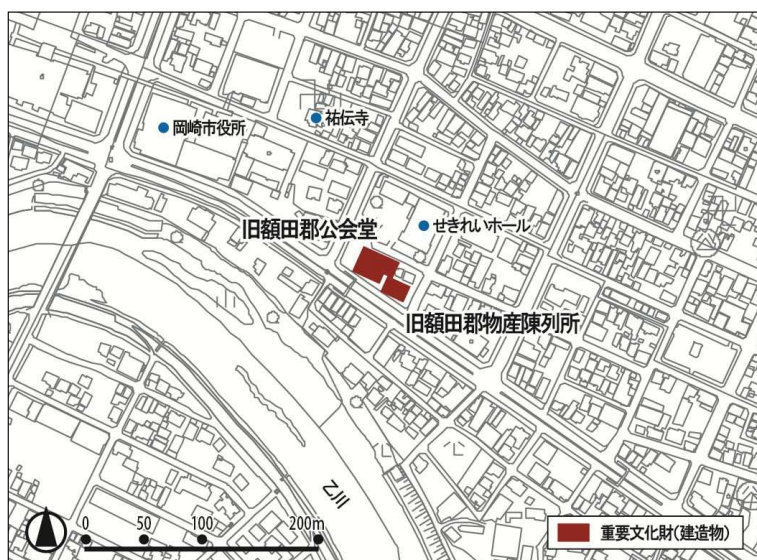 祐伝寺
岡崎市役所
せきれいホール
旧額田郡公会堂
旧額田郡物産陳列所
乙川
0 50 100 200m
重要文化財(建造物)